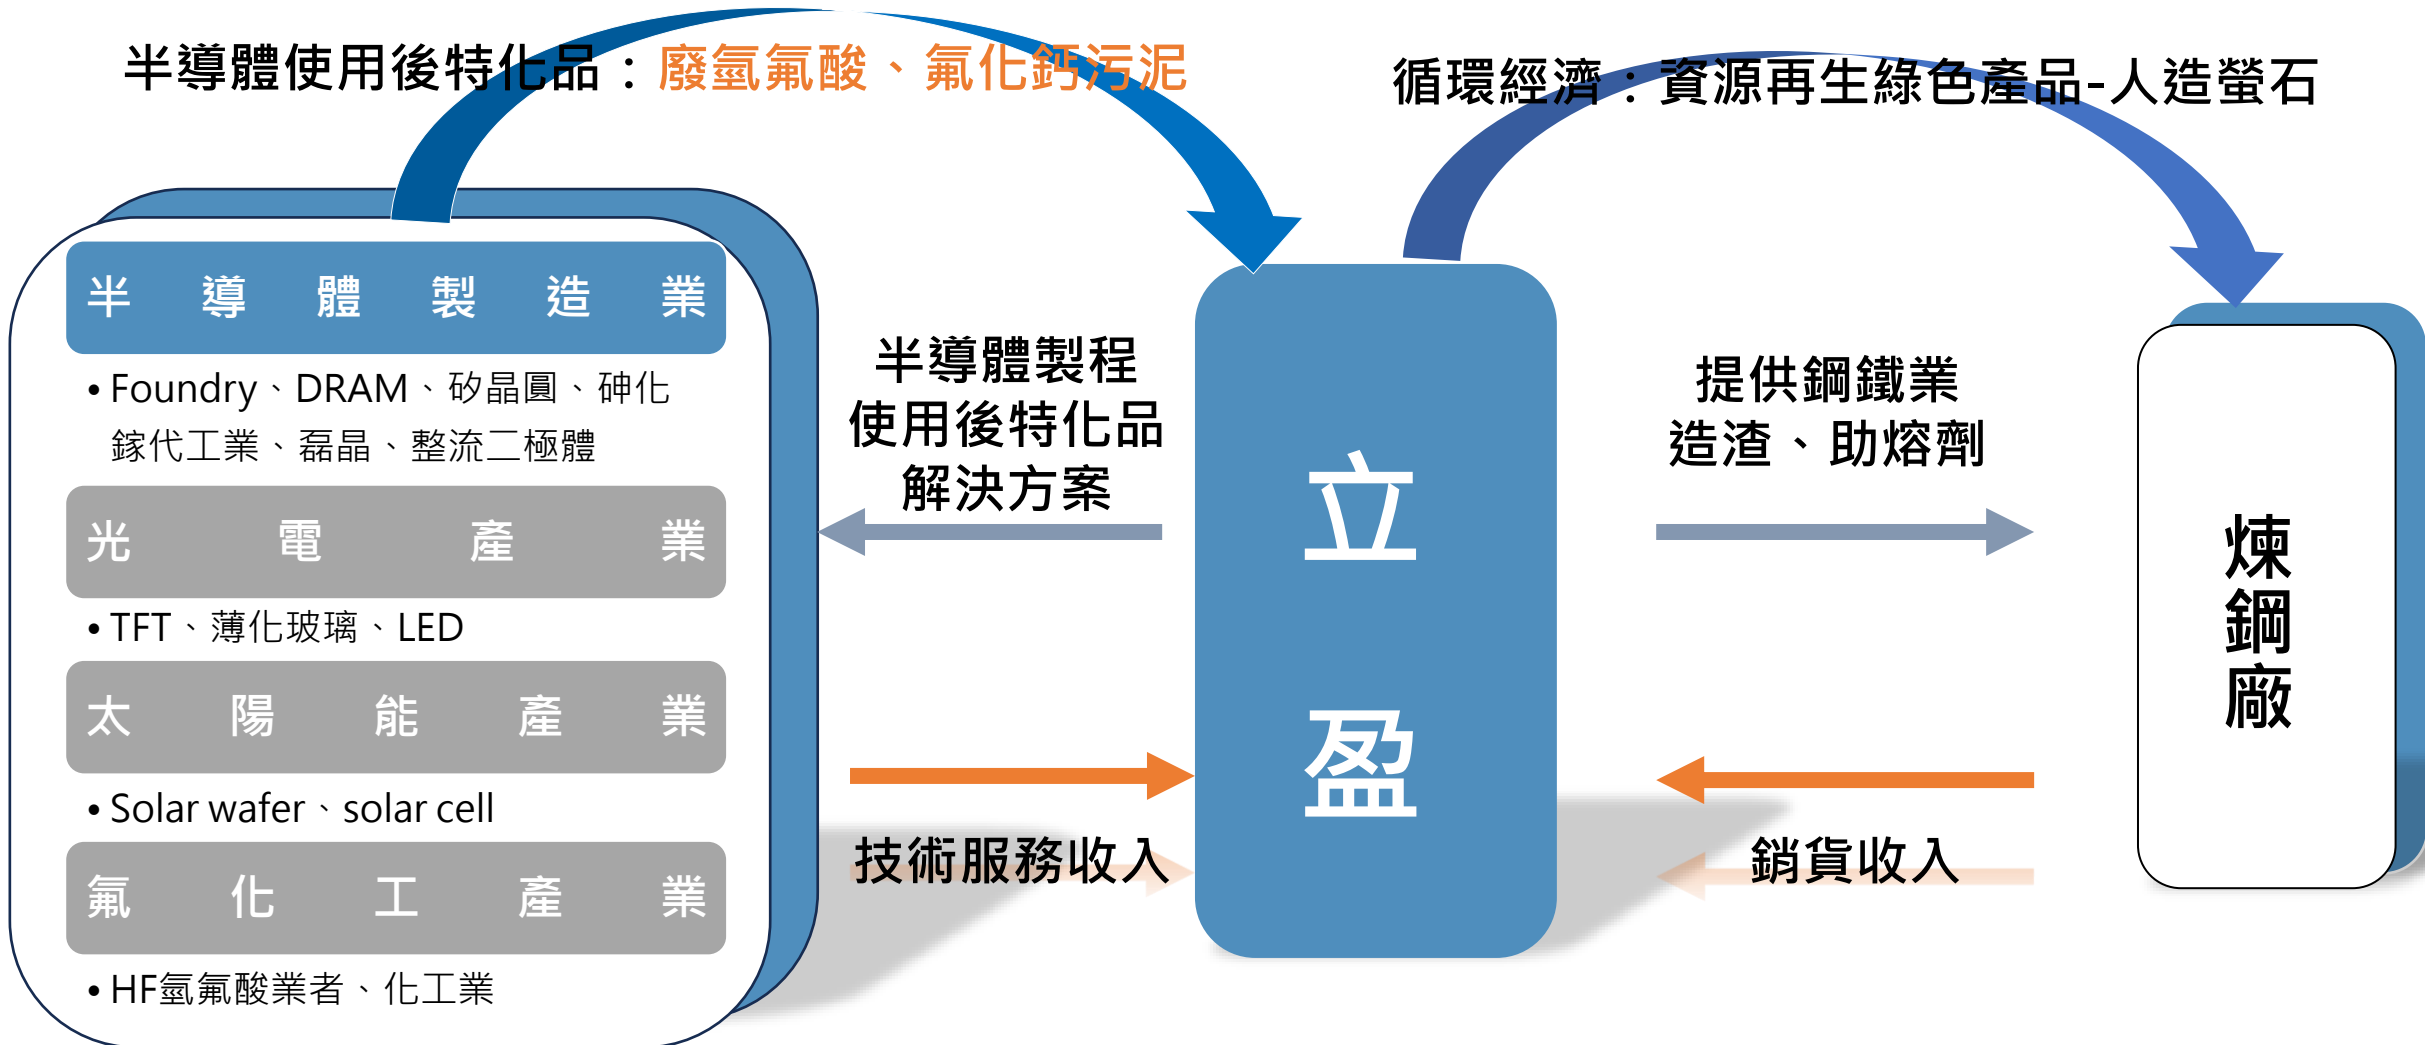 半導體使用後特化品：廢氫氟酸、氟化鈣污泥
循環經濟：資源再生綠色產品-人造螢石
半導體製造業
• Foundry、DRAM、矽晶圓、砷化
鎵代工業、磊晶、整流二極體
光電產業
• TFT、薄化玻璃、LED
太陽能產業
• Solar wafer、solar cell
氟化工產業
• HF氫氟酸業者、化工業
半導體製程
使用後特化品
解決方案
技術服務收入
立
盈
提供鋼鐵業
造渣、助熔劑
銷貨收入
煉
鋼
廠